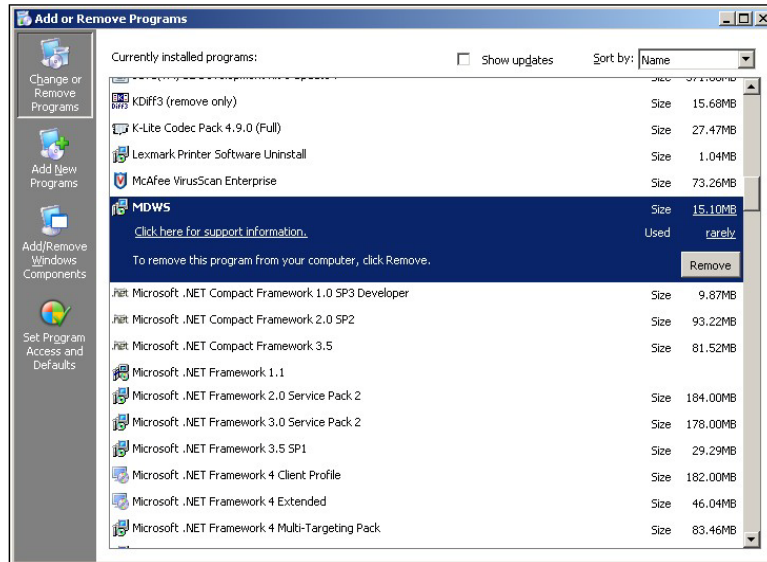 Add or Remove Programs
Change or
Remove
Programs
Add New
Programs
Add/Remove
Windows
Components
Set Program
Access and
Defaults
Currently installed programs:
Show updates
Sort by: Name
KDiff3 (remove only) Size 15.68MB
K-Lite Codec Pack 4.9.0 (Full) Size 27.47MB
Lexmark Printer Software Uninstall Size 1.04MB
McAfee VirusScan Enterprise Size 73.26MB
MDWS Size 15.10MB
Click here for support information. Used rarely
To remove this program from your computer, click Remove. Remove
Microsoft .NET Compact Framework 1.0 SP3 Developer Size 9.87MB
Microsoft .NET Compact Framework 2.0 SP2 Size 93.22MB
Microsoft .NET Compact Framework 3.5 Size 81.52MB
Microsoft .NET Framework 1.1
Microsoft .NET Framework 2.0 Service Pack 2 Size 184.00MB
Microsoft .NET Framework 3.0 Service Pack 2 Size 178.00MB
Microsoft .NET Framework 3.5 SP1 Size 29.29MB
Microsoft .NET Framework 4 Client Profile Size 182.00MB
Microsoft .NET Framework 4 Extended Size 46.04MB
Microsoft .NET Framework 4 Multi-Targeting Pack Size 83.46MB